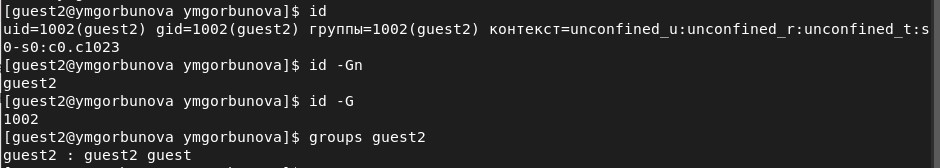 [guest2@ymgorbunova ymgorbunova]$ id
uid=1002(guest2) gid=1002(guest2) группы=1002(guest2) контекст=unconfined_u:unconfined_r:unconfined_t:s
0-s0:c0.c1023
[guest2@ymgorbunova ymgorbunova]$ id -Gn
guest2
[guest2@ymgorbunova ymgorbunova]$ id -G
1002
[guest2@ymgorbunova ymgorbunova]$ groups guest2
guest2 : guest2 guest